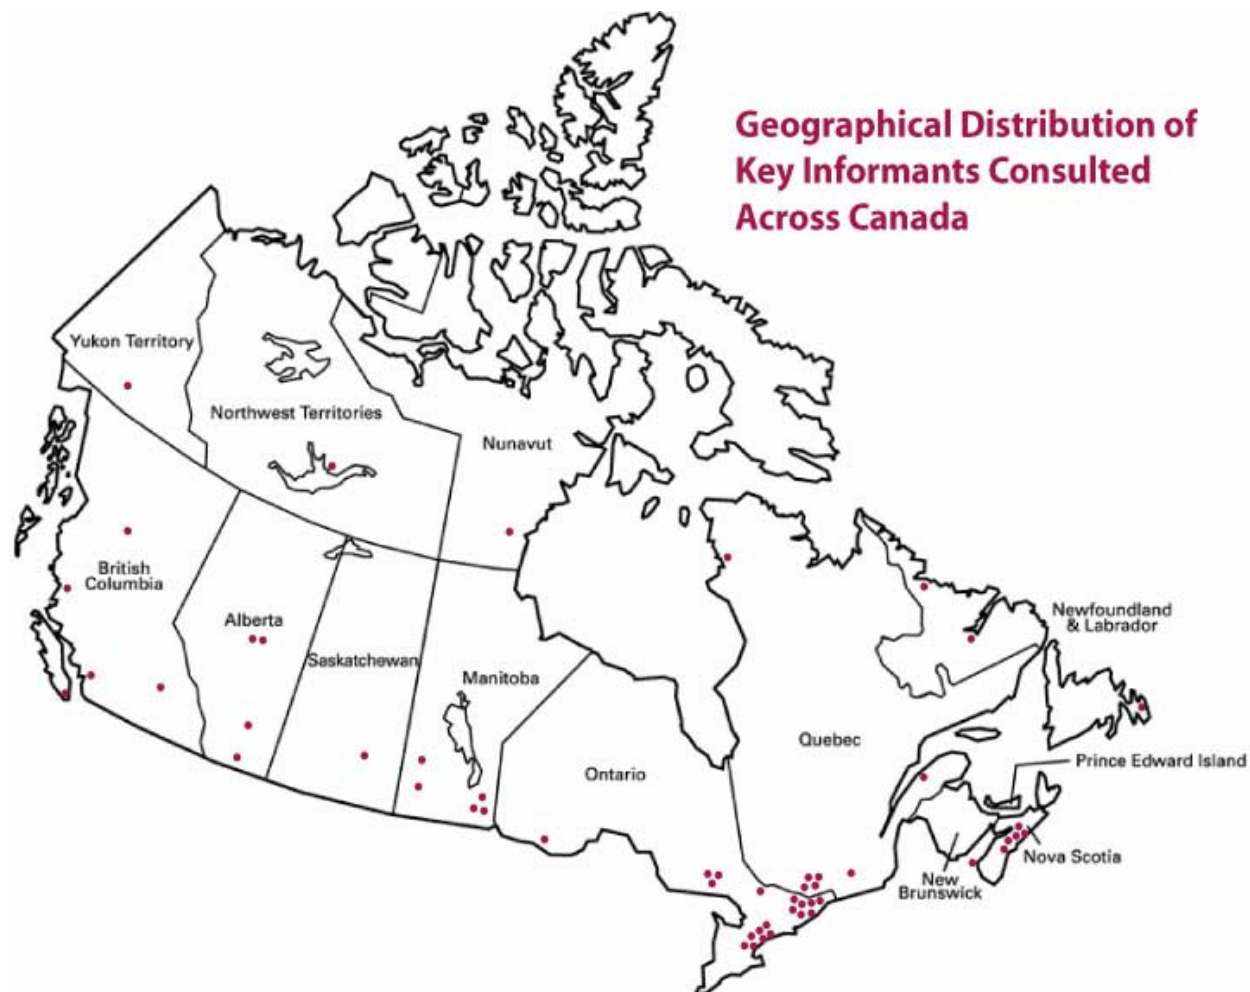 Geographical Distribution of
Key Informants Consulted
Across Canada
Yukon Territory
Northwest Territories
Nunavut
British
Columbia
Alberta
Saskatchewan
Manitoba
Ontario
Quebec
Newfoundland
& Labrador
Prince Edward Island
Nova Scotia
New
Brunswick